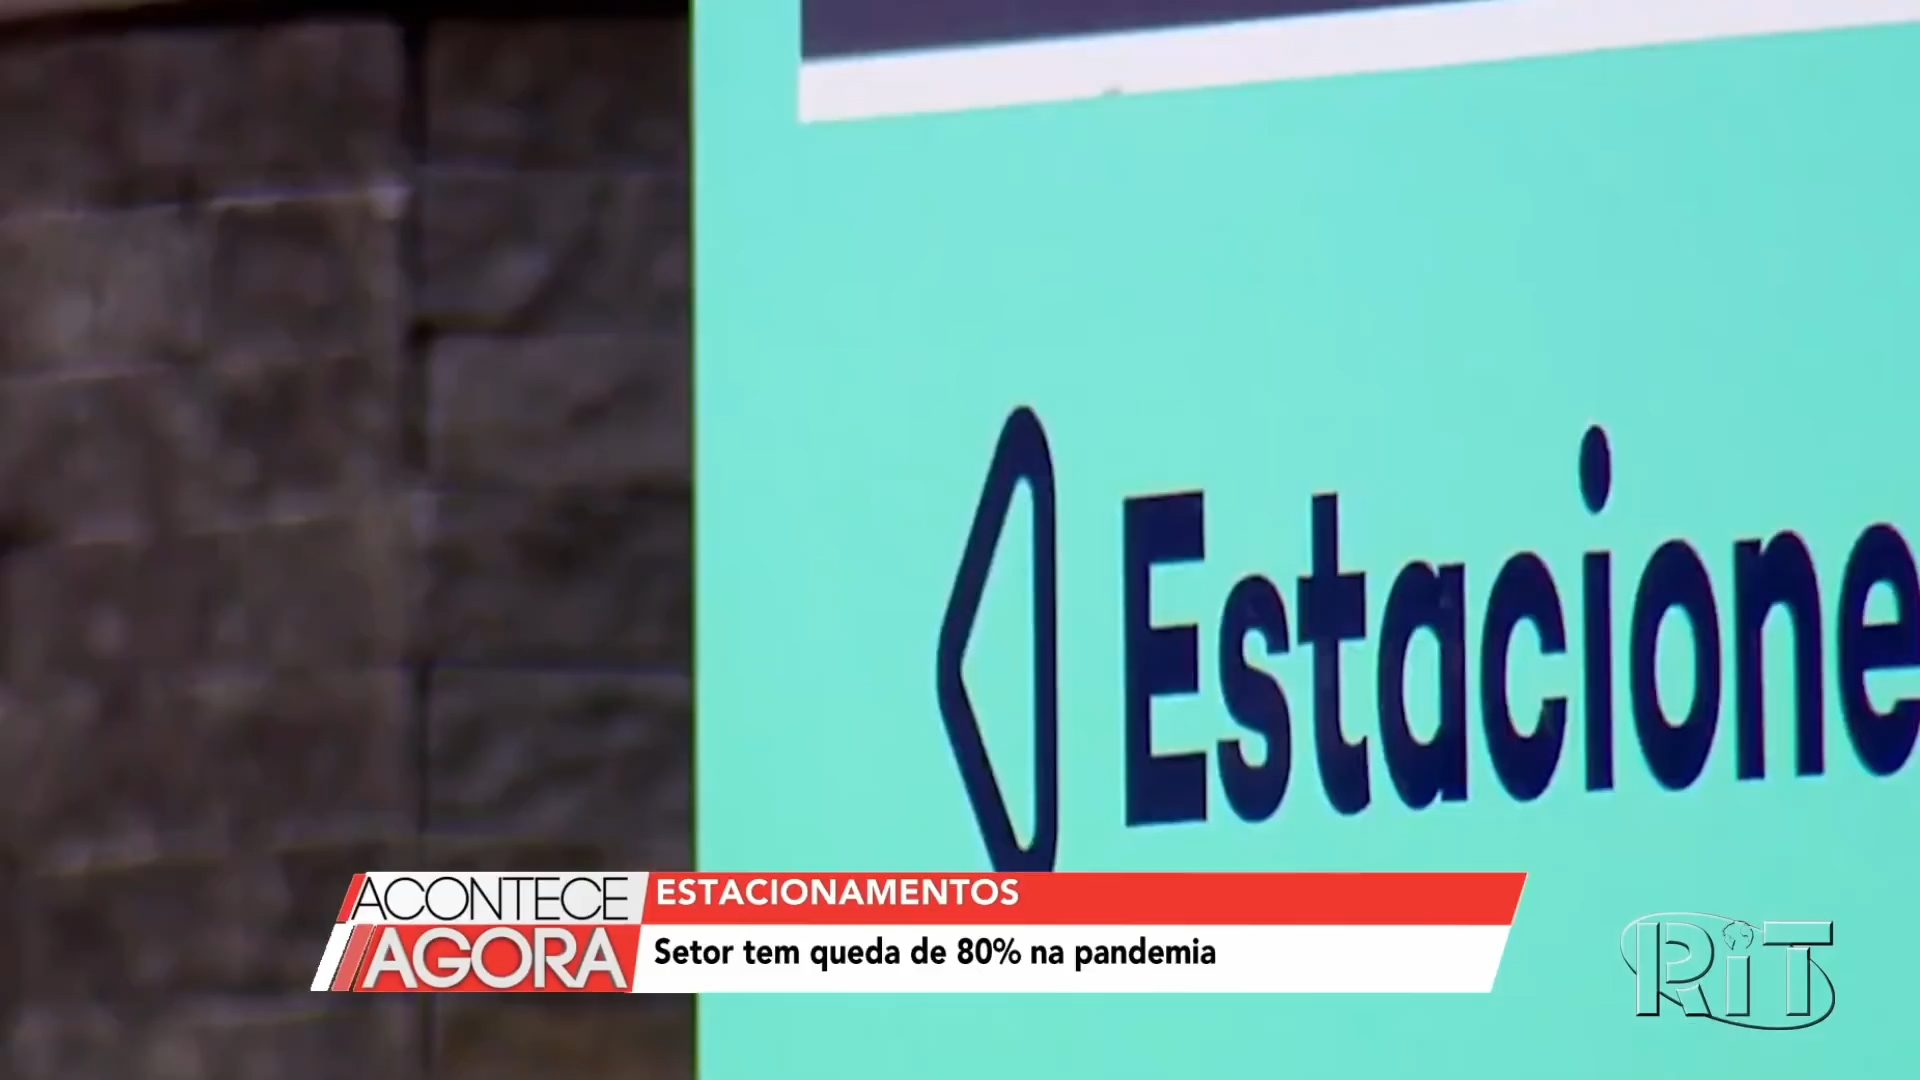 Estacione
ACONTECE
AGORA
ESTACIONAMENTOS
Setor tem queda de 80% na pandemia
RiT